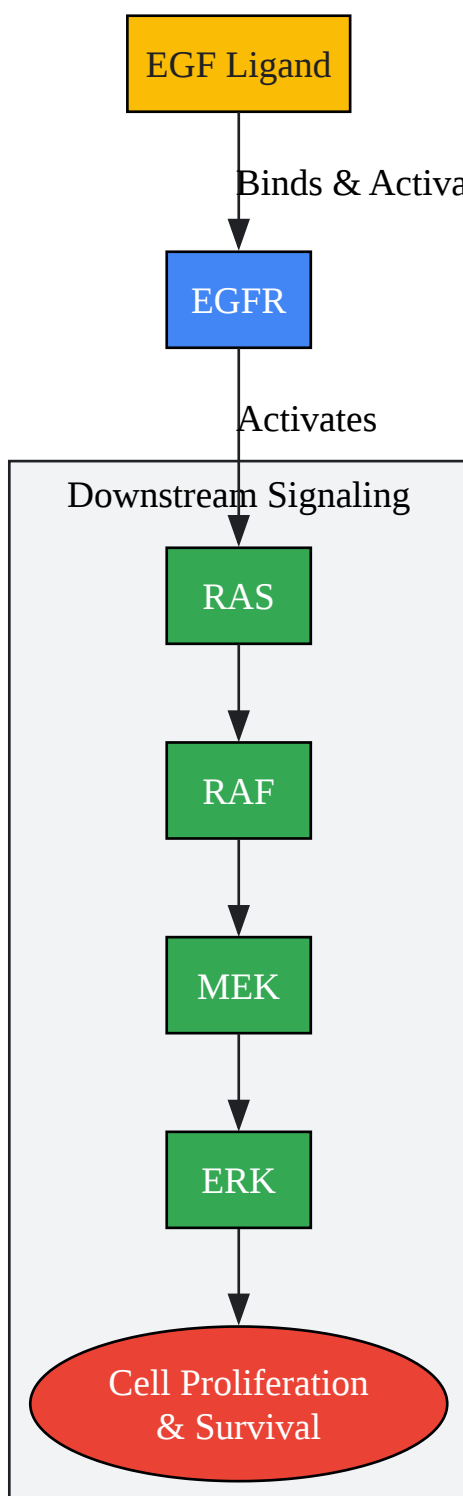 EGF Ligand
Binds & Activa
EGFR
Activates
Downstream Signaling
RAS
RAF
MEK
ERK
Cell Proliferation
& Survival